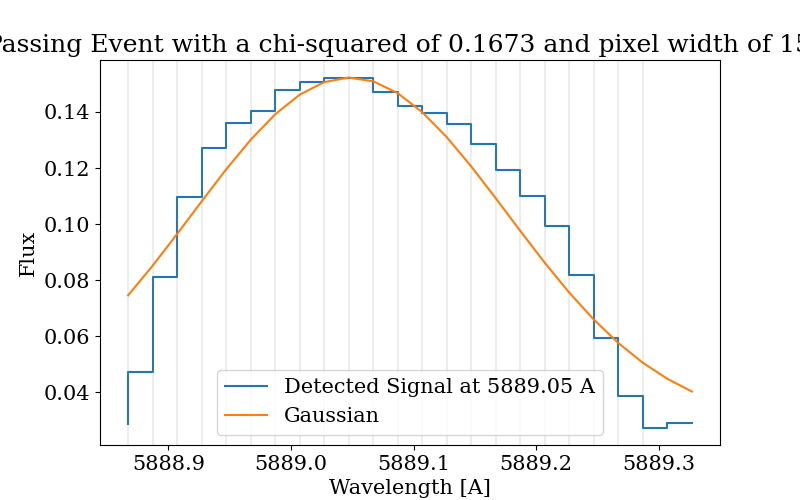 Passing Event with a chi-squared of 0.1673 and pixel width of 15
0.14
0.12
0.10
0.08
0.06
0.04
Flux
Detected Signal at 5889.05 A
Gaussian
5888.9 5889.0 5889.1 5889.2 5889.3
Wavelength [A]